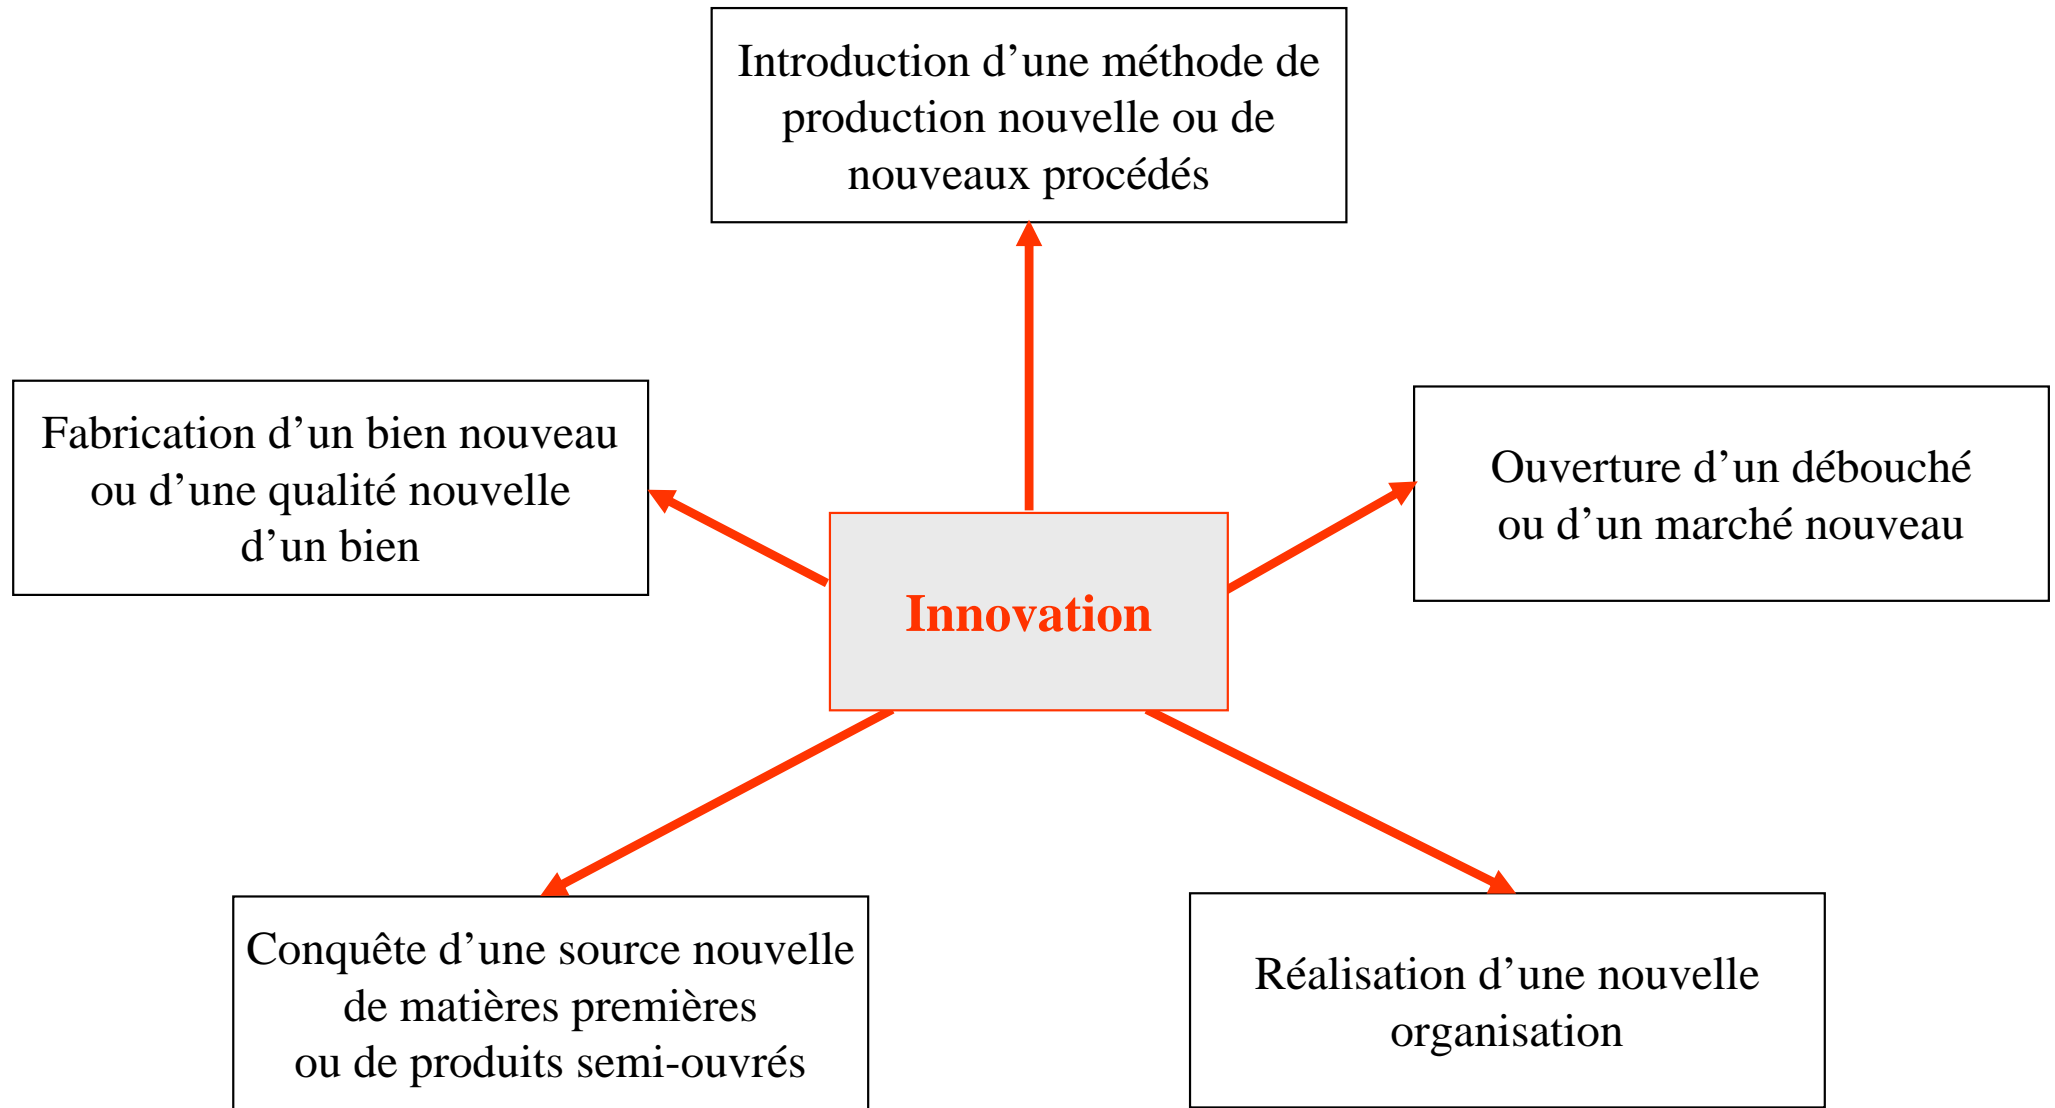 Introduction d’une méthode de
production nouvelle ou de
nouveaux procédés
Fabrication d’un bien nouveau
ou d’une qualité nouvelle
d’un bien
Ouverture d’un débouché
ou d’un marché nouveau
Innovation
Conquête d’une source nouvelle
de matières premières
ou de produits semi-ouvrés
Réalisation d’une nouvelle
organisation